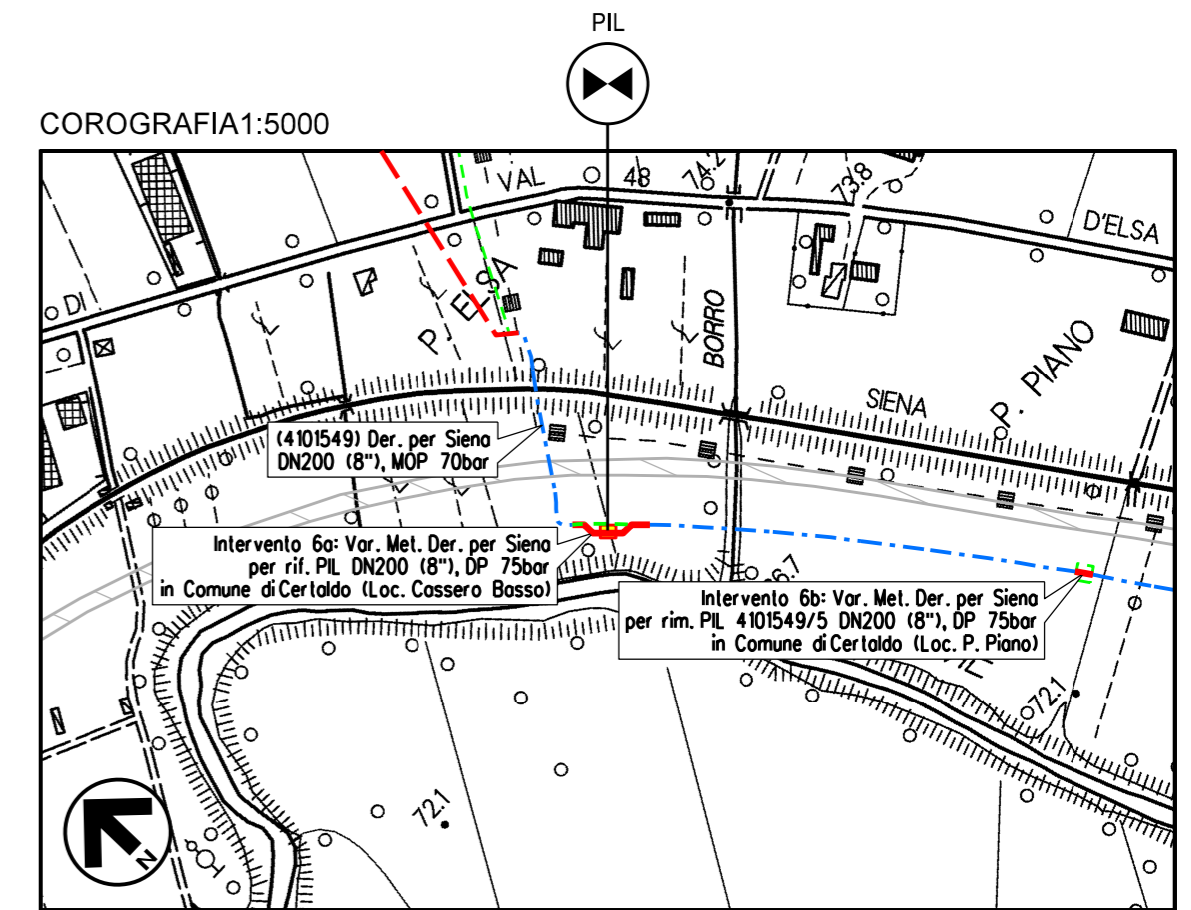 PIL
COROGRAFIA1:5000
VAL
48
74.2
73.8
D'ELSA
DI
P. ELSA
BORRO
P. PIANO
SIENA
(4101549) Der. per Siena
DN200 (8"), MOP 70bar
Intervento 6a: Var. Met. Der. per Siena
per rif. PIL DN200 (8"), DP 75bar
in Comune di Certaldo (Loc. Cassero Basso)
6.7
Intervento 6b: Var. Met. Der. per Siena
per rim. PIL 4101549/5 DN200 (8"), DP 75bar
in Comune di Certaldo (Loc. P. Piano)
72.1
72.1
N